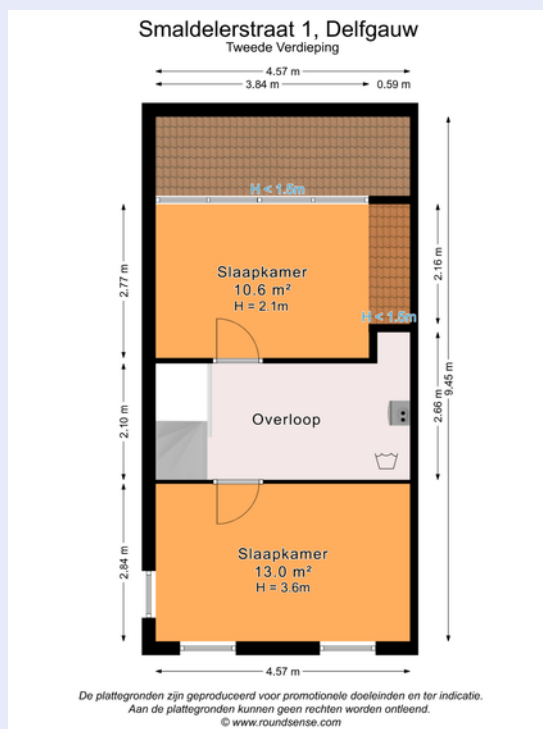 Smaldelerstraat 1, Delfgauw
Tweede Verdieping
4.57 m
3.84 m
0.59 m
H < 1.5m
Slaapkamer
10.6 m²
H = 2.1m
2.77 m
2.16 m
H < 1.5m
9.45 m
Overloop
2.10 m
2.66 m
Slaapkamer
13.0 m²
H = 3.6m
2.84 m
4.57 m
De plattegronden zijn geproduceerd voor promotionele doeleinden en ter indicatie.
Aan de plattegronden kunnen geen rechten worden ontleend.
© www.roundsense.com